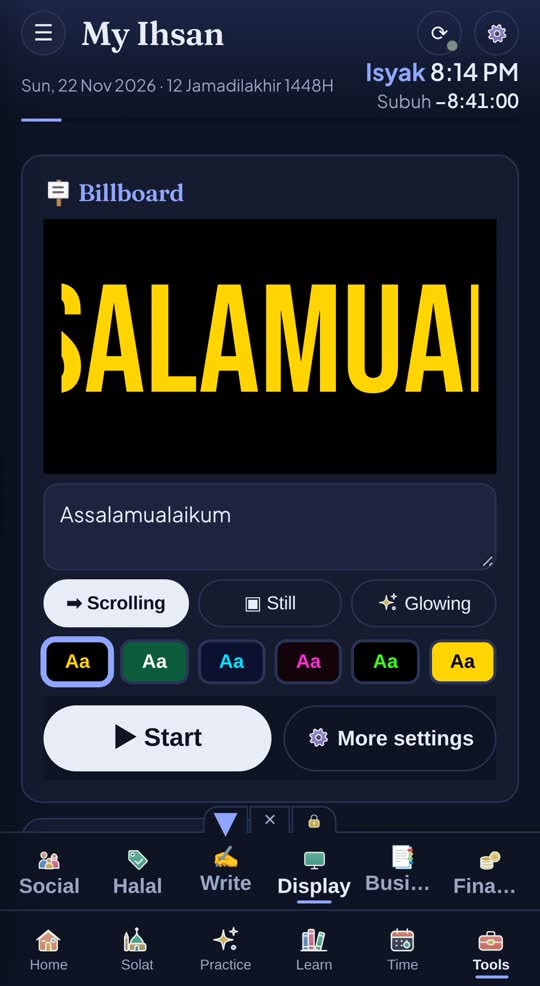 My Ihsan
Sun, 22 Nov 2026 · 12 Jamadilakhir 1448H
Isyak 8:14 PM
Subuh −8:41:00
Billboard
SALAMUAI
Assalamualaikum
Scrolling
Still
Glowing
Aa Aa Aa Aa Aa Aa
Start
More settings
Social Halal Write Display Busi... Fina...
Home Solat Practice Learn Time Tools